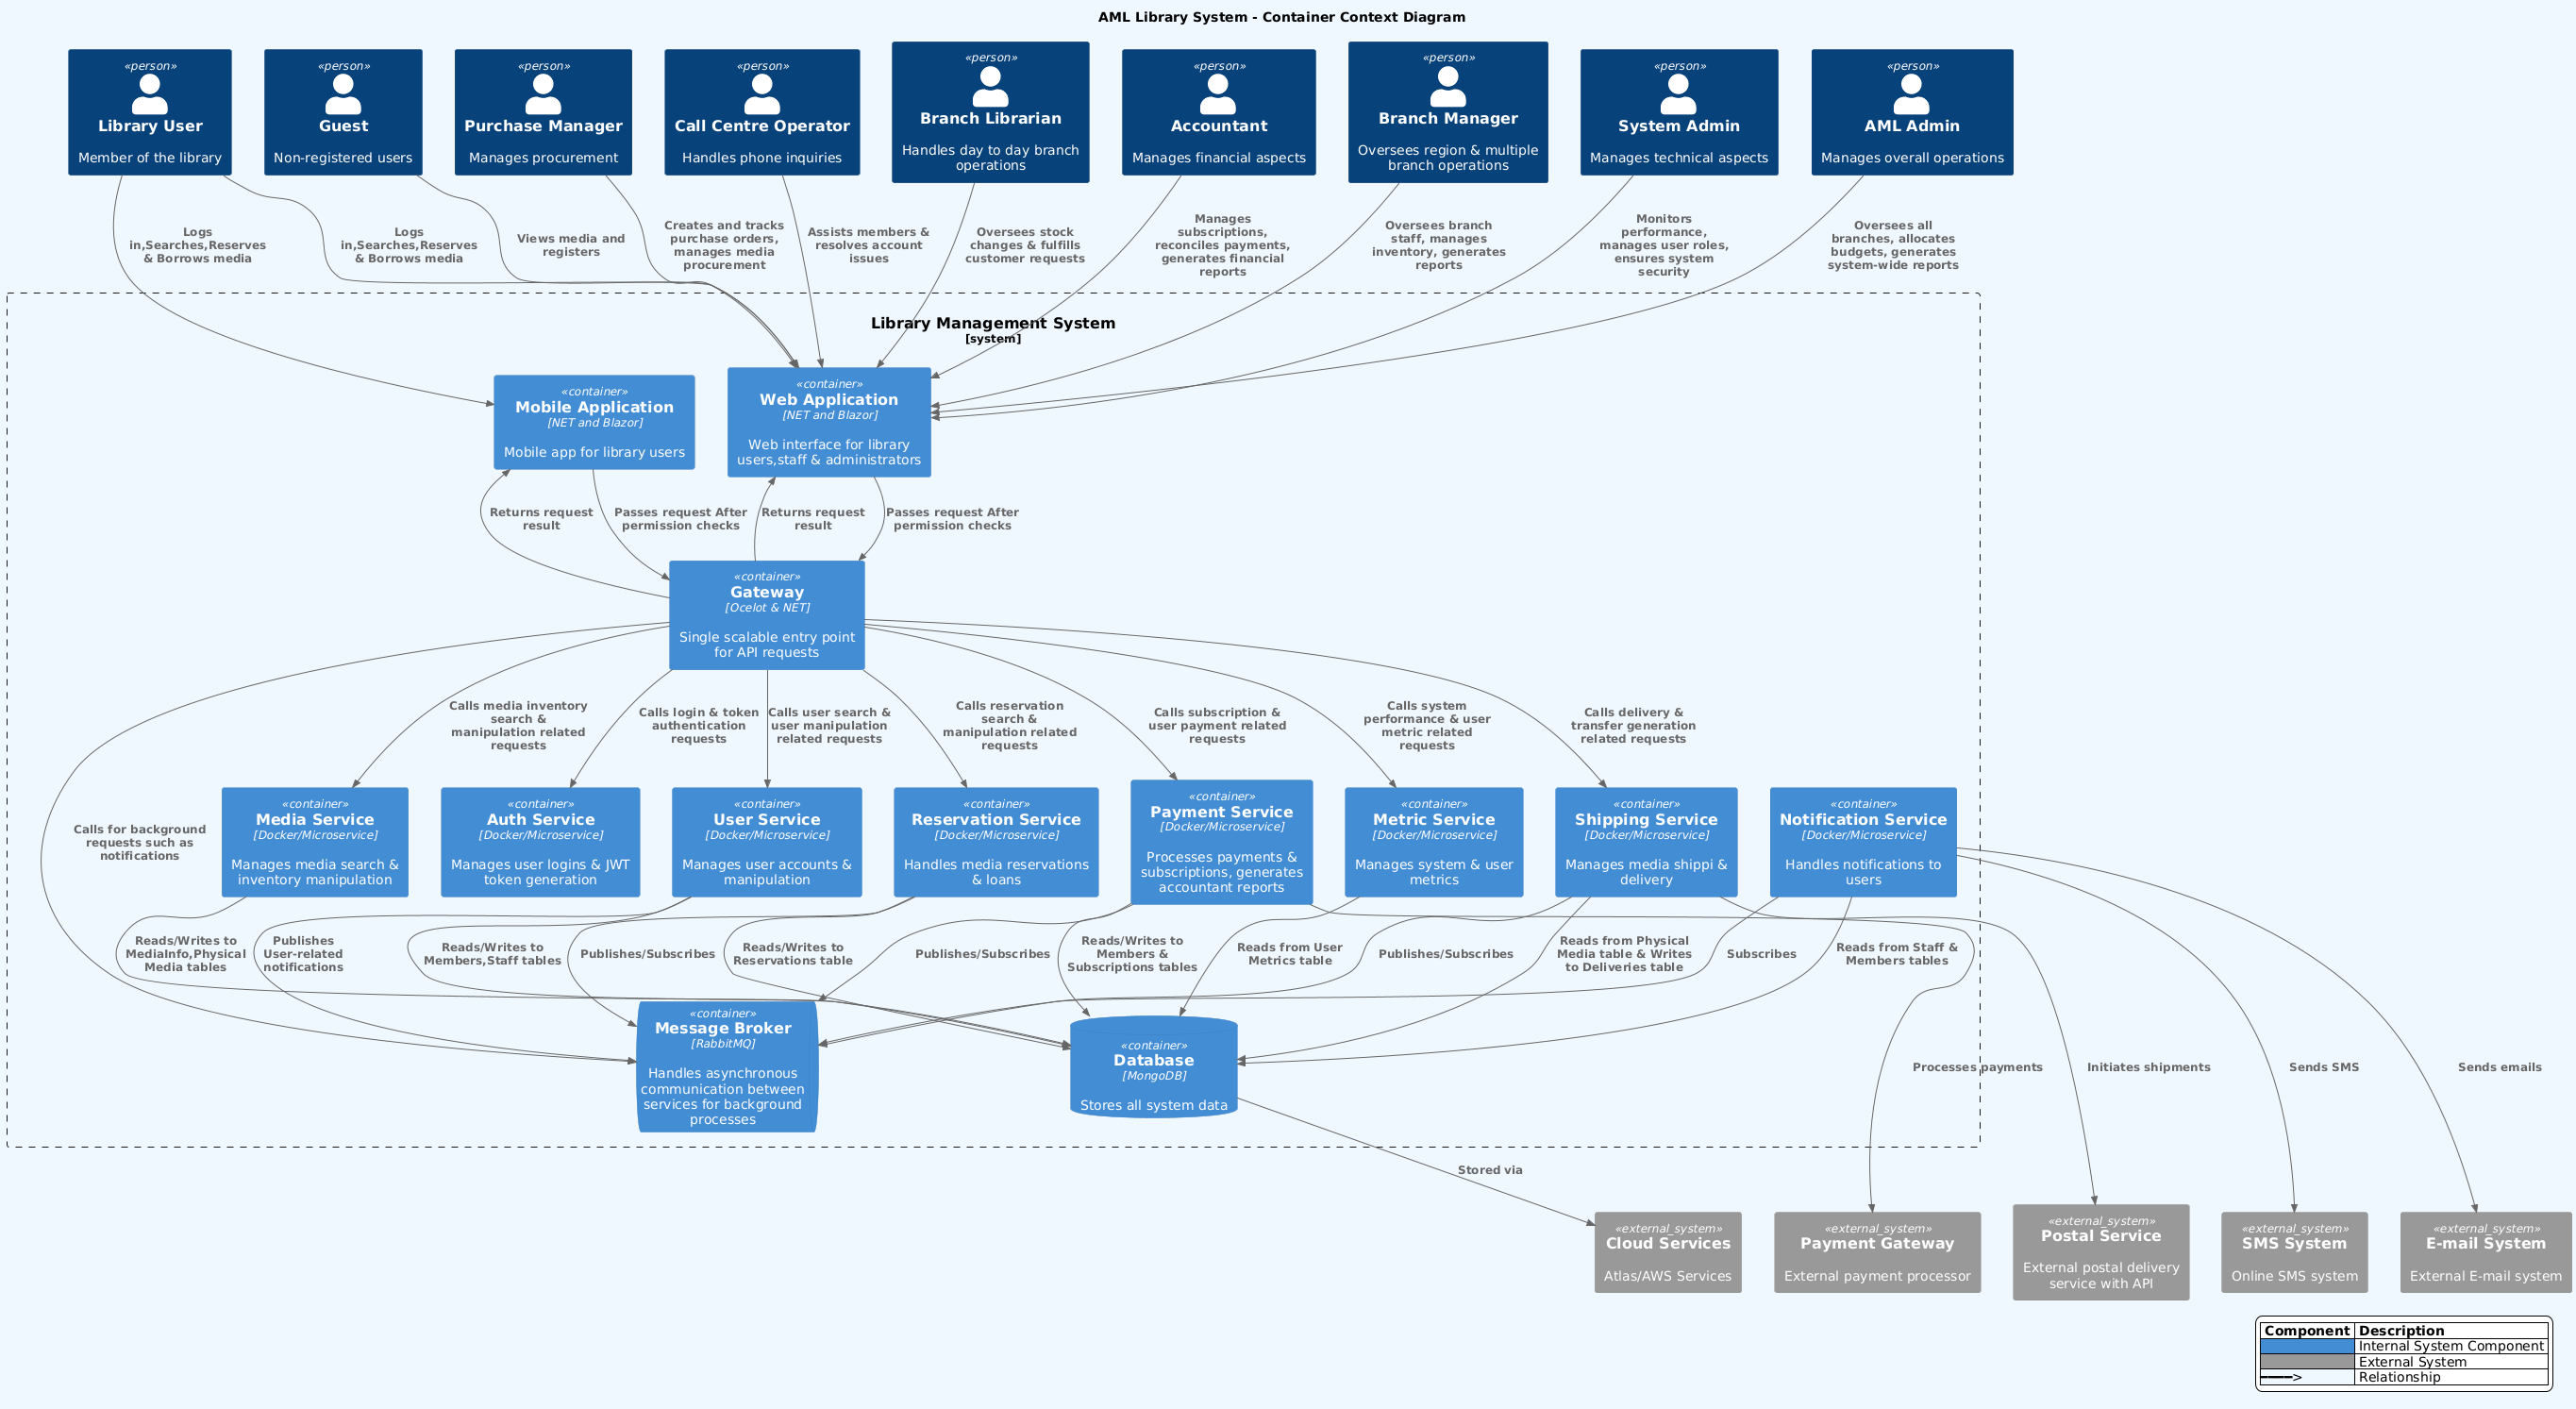 AML Library System - Container Context Diagram
«person»
Library User
Member of the library
«person»
Guest
Non-registered users
«person»
Purchase Manager
Manages procurement
«person»
Call Centre Operator
Handles phone inquiries
«person»
Branch Librarian
Handles day to day branch
operations
«person»
Accountant
Manages financial aspects
«person»
Branch Manager
Oversees region & multiple
branch operations
«person»
System Admin
Manages technical aspects
«person»
AML Admin
Manages overall operations
Logs
in,Searches,Reserves
& Borrows media
Logs
in,Searches,Reserves
& Borrows media
Views media and
registers
Creates and tracks
purchase orders,
manages media
procurement
Assists members &
resolves account
issues
Oversees stock
changes & fulfills
customer requests
Manages
subscriptions,
reconciles payments,
generates financial
reports
Oversees branch
staff, manages
inventory, generates
reports
Monitors
performance,
manages user roles,
ensures system
security
Oversees all
branches, allocates
budgets, generates
system-wide reports
Library Management System
[system]
«container»
Mobile Application
[NET and Blazor]
Mobile app for library users
«container»
Web Application
[NET and Blazor]
Web interface for library
users,staff & administrators
Returns request
result
Passes request After
permission checks
Returns request
result
Passes request After
permission checks
«container»
Gateway
[Ocelot & NET]
Single scalable entry point
for API requests
Calls for background
requests such as
notifications
Calls media inventory
search &
manipulation related
requests
Calls login & token
authentication
requests
Calls user search &
user manipulation
related requests
Calls reservation
search &
manipulation related
requests
Calls subscription &
user payment related
requests
Calls system
performance & user
metric related
requests
Calls delivery &
transfer generation
related requests
«container»
Media Service
[Docker/Microservice]
Manages media search &
inventory manipulation
«container»
Auth Service
[Docker/Microservice]
Manages user logins & JWT
token generation
«container»
User Service
[Docker/Microservice]
Manages user accounts &
manipulation
«container»
Reservation Service
[Docker/Microservice]
Handles media reservations
& loans
«container»
Payment Service
[Docker/Microservice]
Processes payments &
subscriptions, generates
accountant reports
«container»
Metric Service
[Docker/Microservice]
Manages system & user
metrics
«container»
Shipping Service
[Docker/Microservice]
Manages media shippi &
delivery
«container»
Notification Service
[Docker/Microservice]
Handles notifications to
users
Reads/Writes to
MediaInfo,Physical
Media tables
Publishes
User-related
notifications
Reads/Writes to
Members,Staff tables
Publishes/Subscribes
Reads/Writes to
Reservations table
Publishes/Subscribes
Reads/Writes to
Members &
Subscriptions tables
Reads from User
Metrics table
Publishes/Subscribes
Reads from Physical
Media table & Writes
to Deliveries table
Subscribes
Reads from Staff &
Members tables
«container»
Message Broker
[RabbitMQ]
Handles asynchronous
communication between
services for background
processes
«container»
Database
[MongoDB]
Stores all system data
Processes payments
Initiates shipments
Sends SMS
Sends emails
Stored via
«external_system»
Cloud Services
Atlas/AWS Services
«external_system»
Payment Gateway
External payment processor
«external_system»
Postal Service
External postal delivery
service with API
«external_system»
SMS System
Online SMS system
«external_system»
E-mail System
External E-mail system
Component Description
Internal System Component
External System
━━━━> Relationship